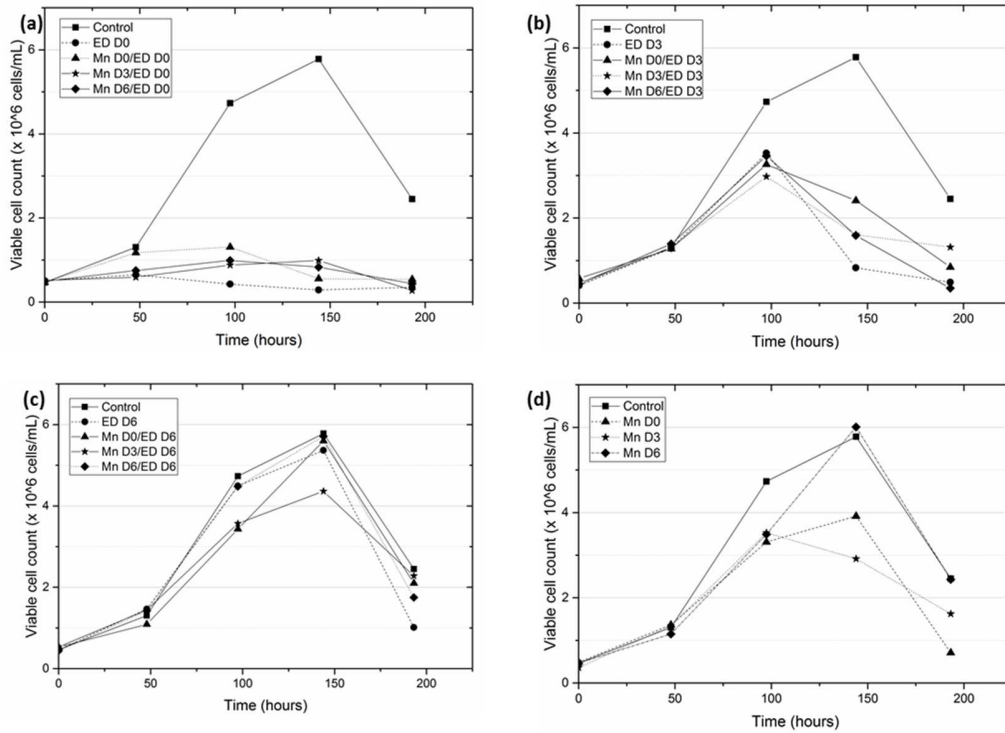 (a)
Control
ED D0
Mn D0/ED D0
Mn D3/ED D0
Mn D6/ED D0
Viable cell count (x 10^6 cells/mL)
6
4
2
0
0 50 100 150 200
Time (hours)
(b)
Control
ED D3
Mn D0/ED D3
Mn D3/ED D3
Mn D6/ED D3
Viable cell count (x 10^6 cells/mL)
6
4
2
0
0 50 100 150 200
Time (hours)
(c)
Control
ED D6
Mn D0/ED D6
Mn D3/ED D6
Mn D6/ED D6
Viable cell count (x 10^6 cells/mL)
6
4
2
0
0 50 100 150 200
Time (hours)
(d)
Control
Mn D0
Mn D3
Mn D6
Viable cell count (x 10^6 cells/mL)
6
4
2
0
0 50 100 150 200
Time (hours)